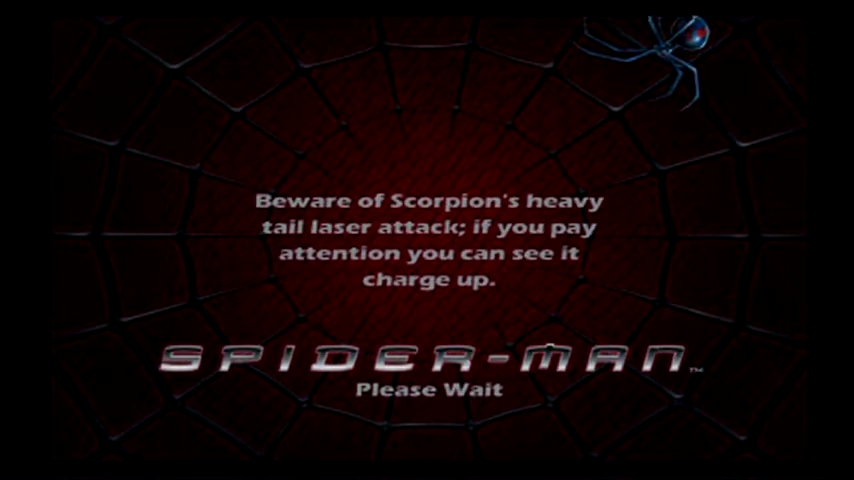 Beware of Scorpion's heavy
tail laser attack; if you pay
attention you can see it
charge up.
SPIDER-MAN™
Please Wait